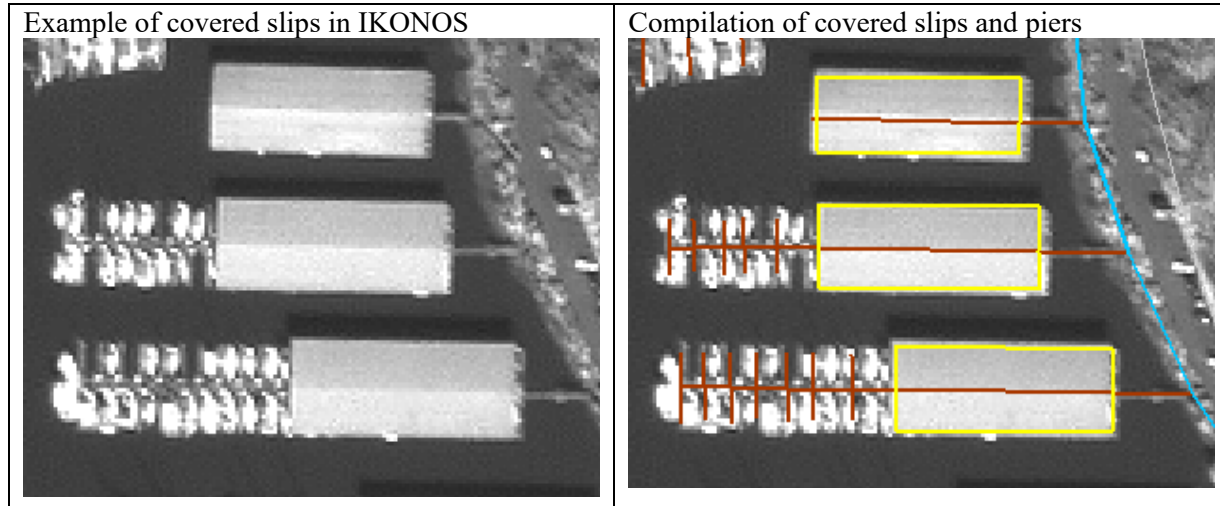 Example of covered slips in IKONOS
Compilation of covered slips and piers